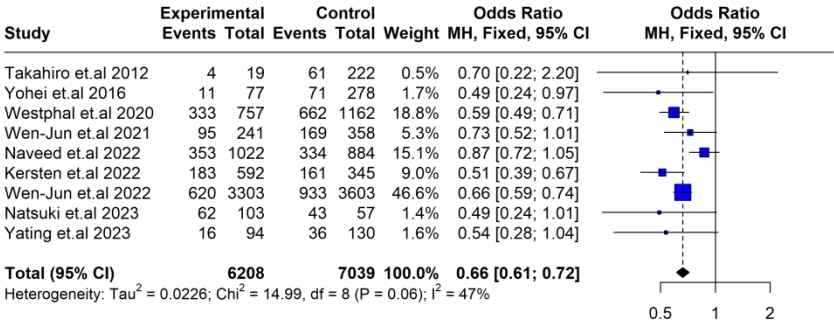 Experimental Control Odds Ratio Odds Ratio
Study Events Total Events Total Weight MH, Fixed, 95% CI MH, Fixed, 95% CI
Takahiro et.al 2012 4 19 61 222 0.5% 0.70 [0.22; 2.20]
Yohei et.al 2016 11 77 71 278 1.7% 0.49 [0.24; 0.97]
Westphal et.al 2020 333 757 662 1162 18.8% 0.59 [0.49; 0.71]
Wen-Jun et.al 2021 95 241 169 358 5.3% 0.73 [0.52; 1.01]
Naveed et.al 2022 353 1022 334 884 15.1% 0.87 [0.72; 1.05]
Kersten et.al 2022 183 592 161 345 9.0% 0.51 [0.39; 0.67]
Wen-Jun et.al 2022 620 3303 933 3603 46.6% 0.66 [0.59; 0.74]
Natsuki et.al 2023 62 103 43 57 1.4% 0.49 [0.24; 1.01]
Yating et.al 2023 16 94 36 130 1.6% 0.54 [0.28; 1.04]
Total (95% CI) 6208 7039 100.0% 0.66 [0.61; 0.72]
Heterogeneity: Tau² = 0.0226; Chi² = 14.99, df = 8 (P = 0.06); I² = 47%
0.5 1 2